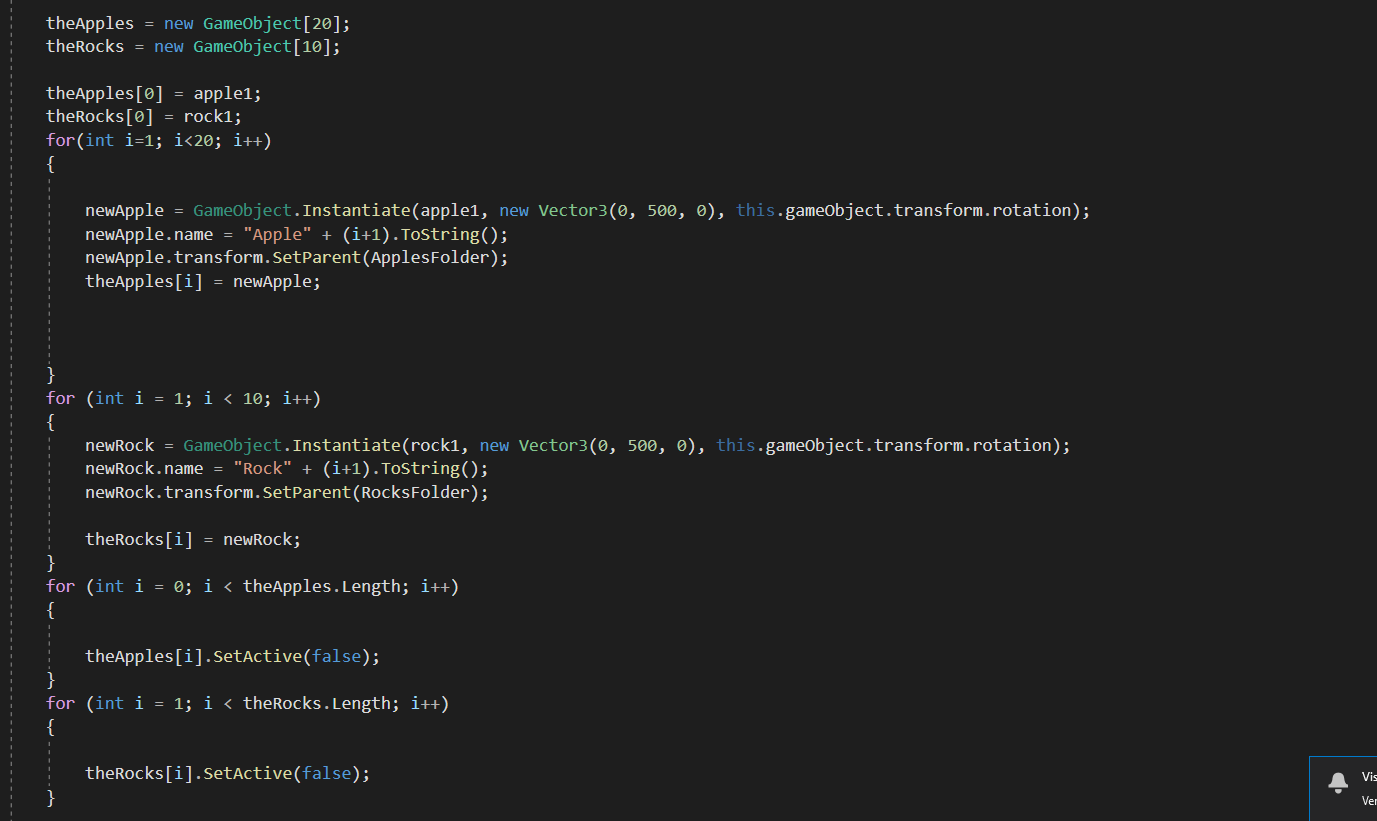 theApples = new GameObject[20];
theRocks = new GameObject[10];
theApples[0] = apple1;
theRocks[0] = rock1;
for(int i=1; i<20; i++)
{
newApple = GameObject.Instantiate(apple1, new Vector3(0, 500, 0), this.gameObject.transform.rotation);
newApple.name = "Apple" + (i+1).ToString();
newApple.transform.SetParent(ApplesFolder);
theApples[i] = newApple;
}
for (int i = 1; i < 10; i++)
{
newRock = GameObject.Instantiate(rock1, new Vector3(0, 500, 0), this.gameObject.transform.rotation);
newRock.name = "Rock" + (i+1).ToString();
newRock.transform.SetParent(RocksFolder);
theRocks[i] = newRock;
}
for (int i = 0; i < theApples.Length; i++)
{
theApples[i].SetActive(false);
}
for (int i = 1; i < theRocks.Length; i++)
{
theRocks[i].SetActive(false);
}
Vis
Ver